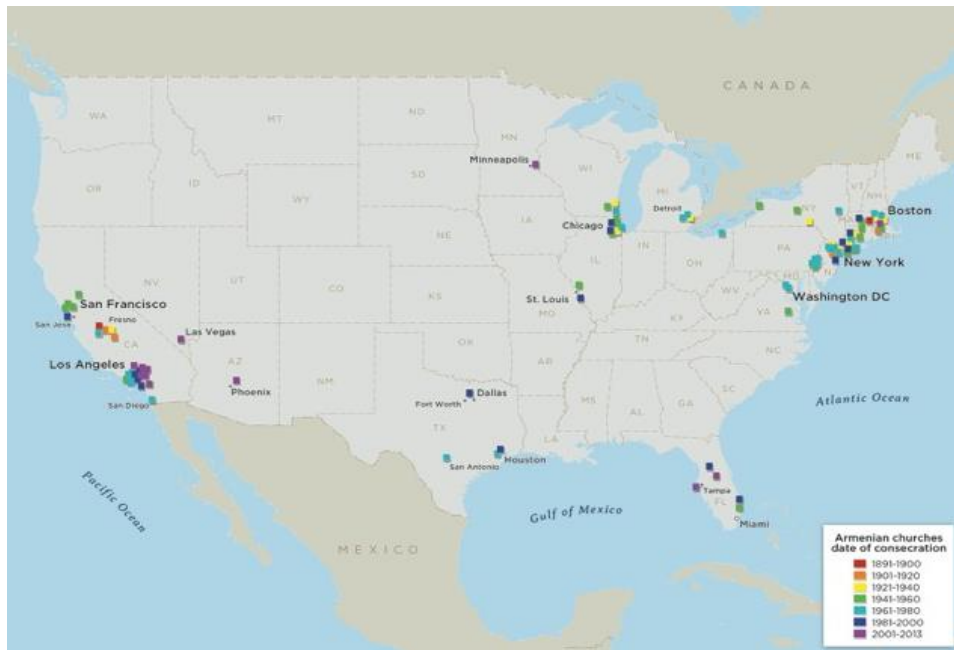 CANADA
WA
MT
ND
MN
ME
Minneapolis
WI
VT
NH
OR
ID
SD
MI
NY
MA
Boston
WY
Detroit
RI
IA
Chicago
NE
PA
New York
NV
IL
IN
OH
NJ
UT
San Francisco
CO
KS
St. Louis
WV
Washington DC
San Jose
Fresno
MO
VA
KY
CA
Las Vegas
NC
Los Angeles
AZ
NM
OK
AR
TN
SC
Phoenix
Dallas
San Diego
Fort Worth
MS
AL
GA
Atlantic Ocean
TX
LA
San Antonio
Houston
Tampa
FL
Pacific Ocean
Gulf of Mexico
Miami
MEXICO
Armenian churches
date of consecration
1891-1900
1901-1920
1921-1940
1941-1960
1961-1980
1981-2000
2001-2013